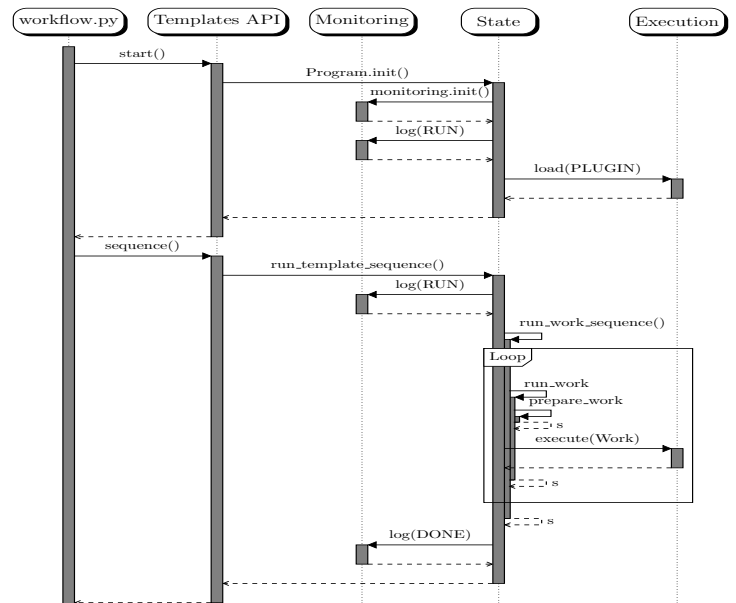 workflow.py
Templates API
Monitoring
State
Execution
start()
Program.init()
monitoring.init()
log(RUN)
load(PLUGIN)
sequence()
run_template_sequence()
log(RUN)
run_work_sequence()
Loop
run_work
prepare_work
s
execute(Work)
s
s
log(DONE)